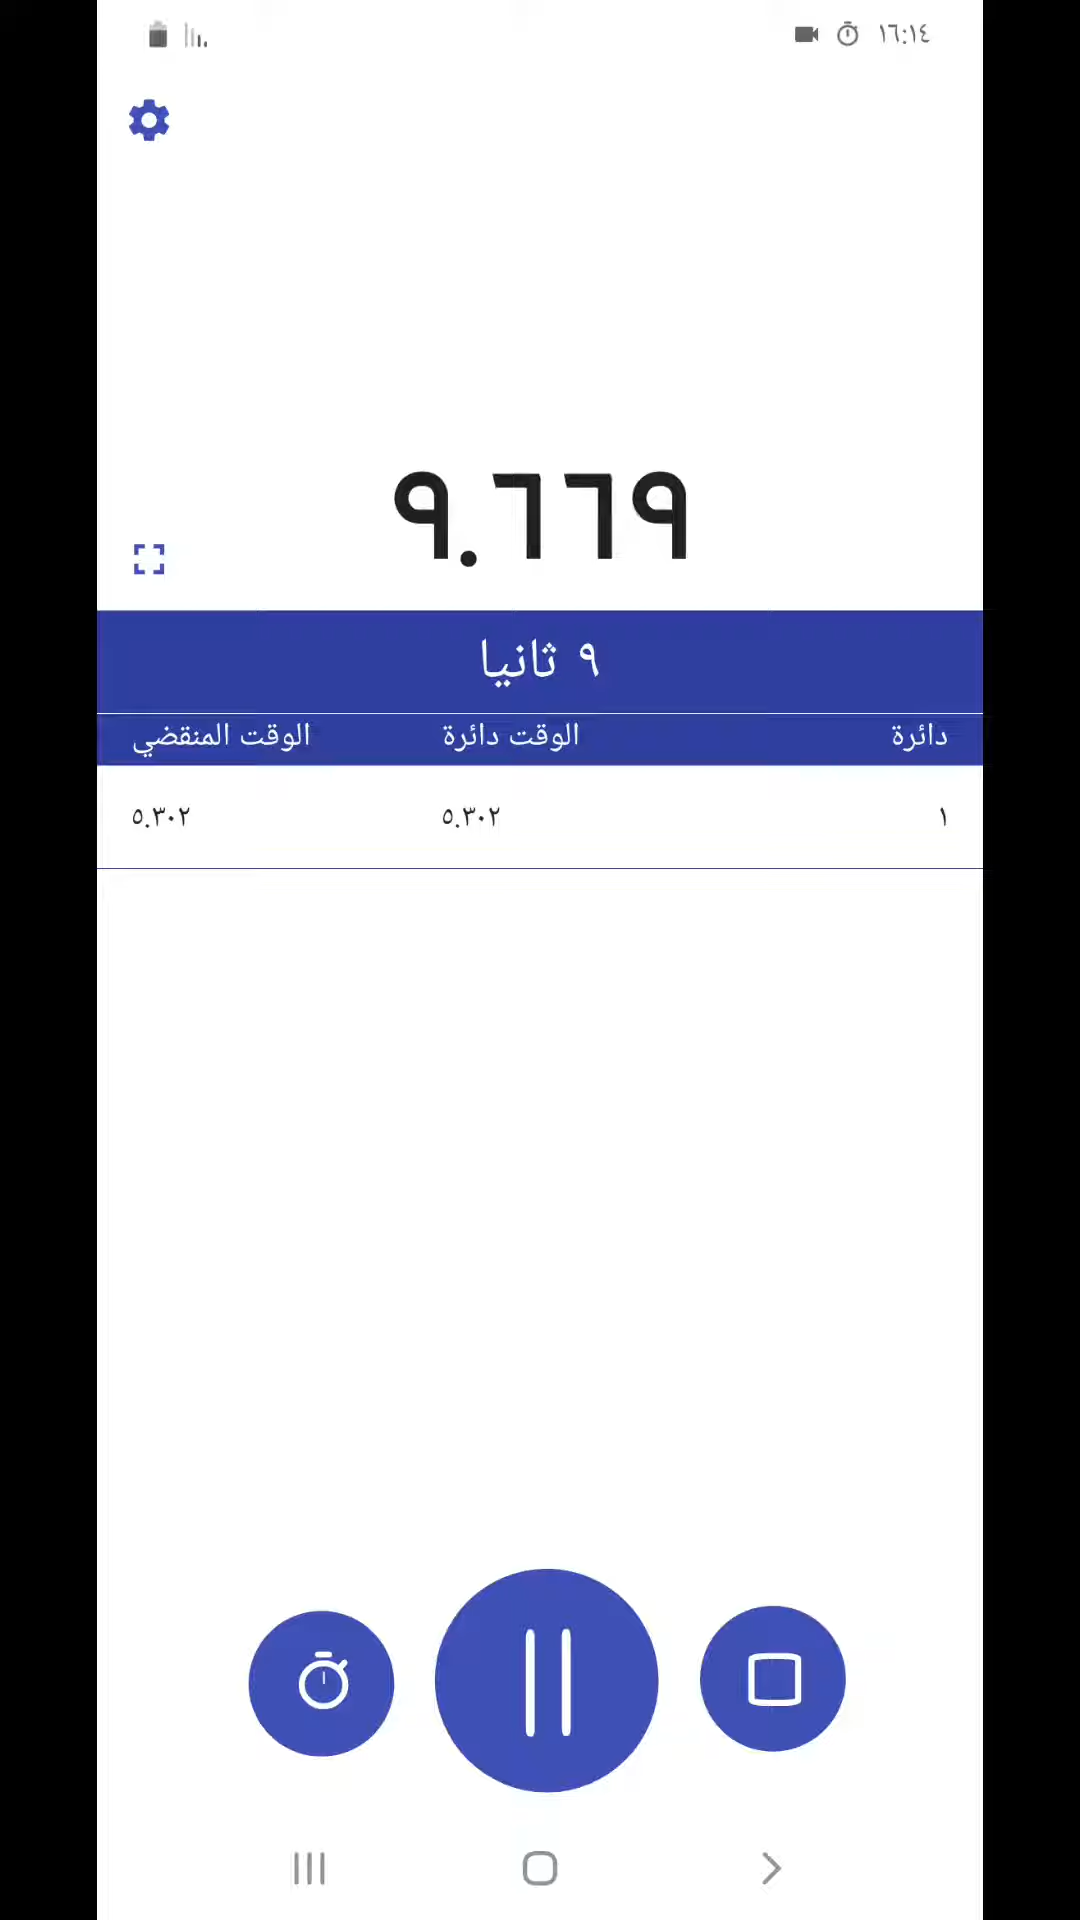 ١٦:١٤
٩.٦٦٩
٩ ثانيا
دائرة الوقت دائرة الوقت المنقضي
١ ٥.٣٠٢ ٥.٣٠٢